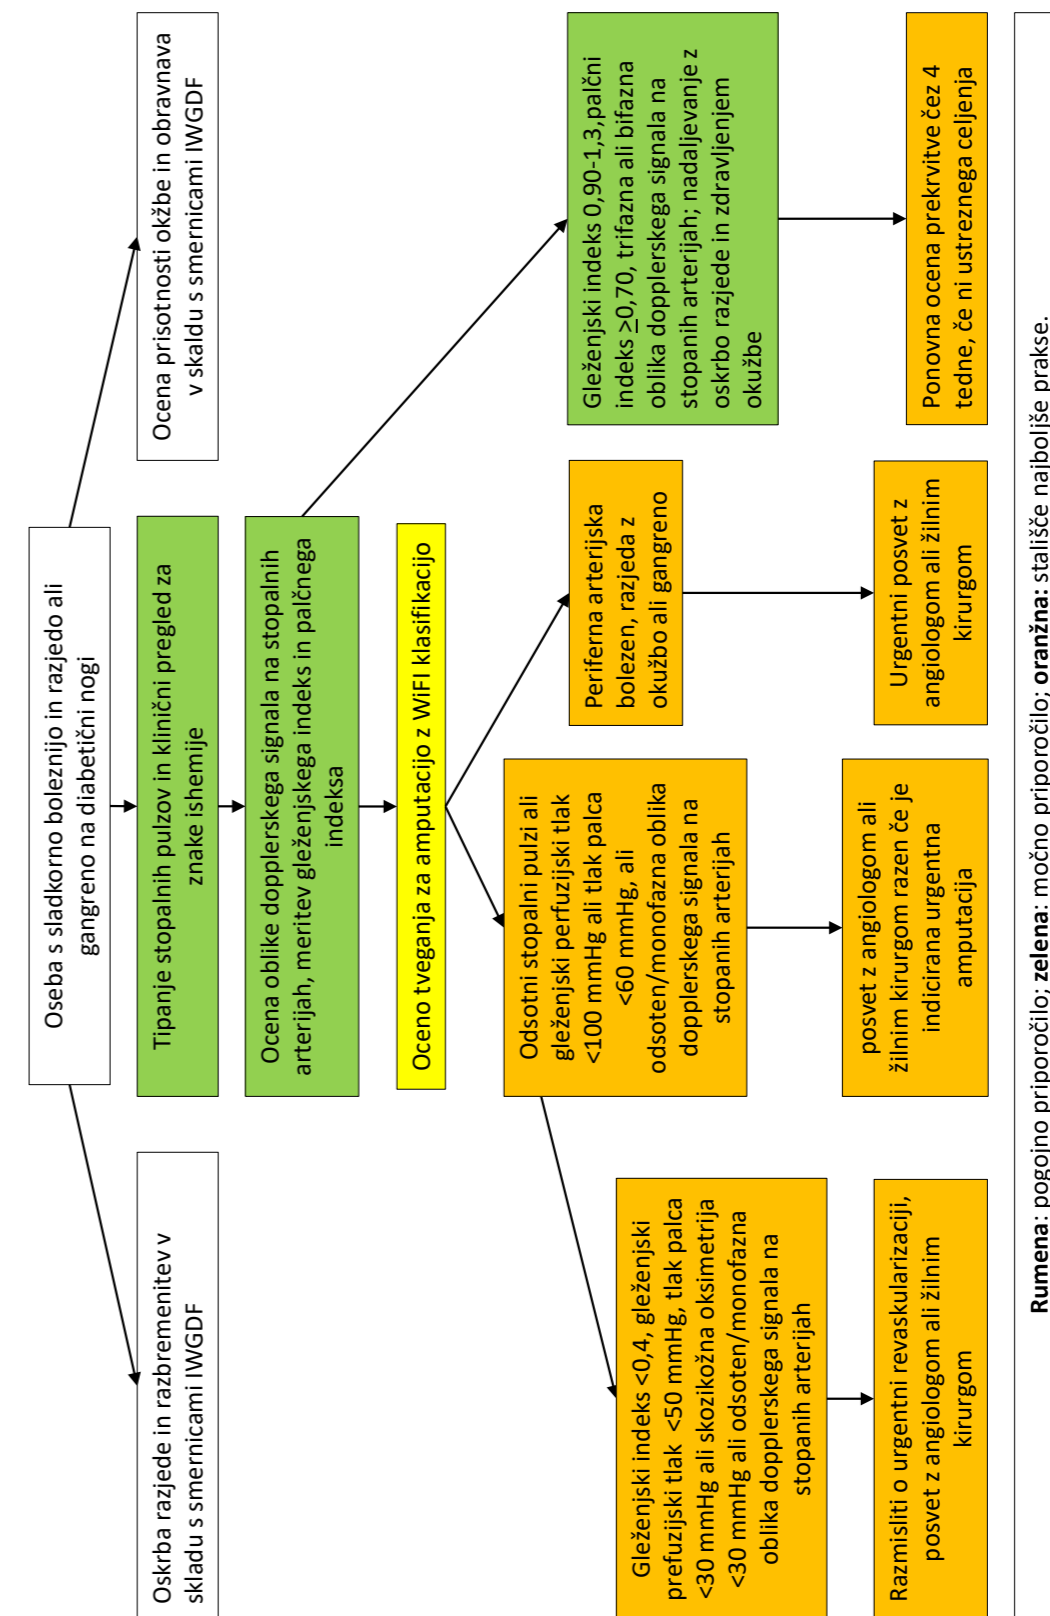 Oseba s sladkorno boleznijo in razjedo ali
gangreno na diabetični nogi
Oskrba razjede in razbremenitev v
skladu s smernicami IWGDF
Tipanje stopalnih pulzov in klinični pregled za
znake ishemije
Ocena prisotnosti okžbe in obravnava
v skaldu s smernicami IWGDF
Ocena oblike dopplerskega signala na stopalnih
arterijah, meritev gleženjskega indeks in palčnega
indeksa
Oceno tveganja za amputacijo z WiFI klasifikacijo
Gleženjski indeks <0,4, gleženjski
prefuzijski tlak <50 mmHg, tlak palca
<30 mmHg ali skozikožna oksimetrija
<30 mmHg ali odsoten/monofazna
oblika dopplerskega signala na
stopanih arterijah
Odsotni stopalni pulzi ali
gleženjski perfuzijski tlak
<100 mmHg ali tlak palca
<60 mmHg, ali
odsoten/monofazna oblika
dopplerskega signala na
stopanih arterijah
Periferna arterijska
bolezen, razjeda z
okužbo ali gangreno
Gleženjski indeks 0,90-1,3,palčni
indeks ≥0,70, trifazna ali bifazna
oblika dopplerskega signala na
stopanih arterijah; nadaljevanje z
oskrbo razjede in zdravljenjem
okužbe
Razmisliti o urgentni revaskularizaciji,
posvet z angiologom ali žilnim
kirurgom
posvet z angiologom ali
žilnim kirurgom razen če je
indicirana urgentna
amputacija
Urgentni posvet z
angiologom ali žilnim
kirurgom
Ponovna ocena prekrvitve čez 4
tedne, če ni ustreznega celjenja
Rumena: pogojno priporočilo; zelena: močno priporočilo; oranžna: stališče najboljše prakse.